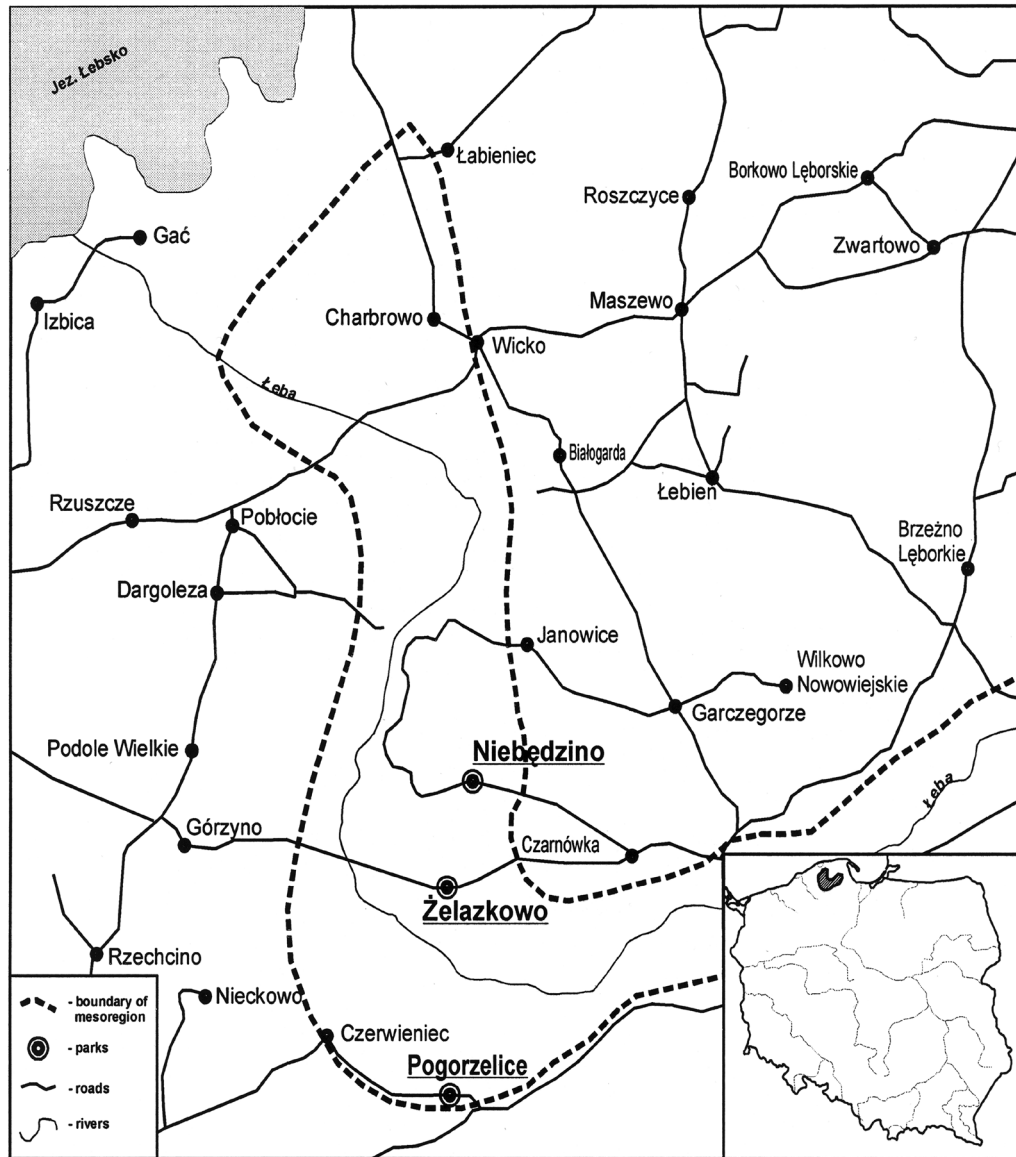 Jez. Łebsko
Łabieniec
Borkowo Lęborskie
Roszczyce
Gać
Zwartowo
Izbica
Charbrowo
Maszewo
Wicko
Łeba
Białogarda
Łebień
Rzuszcze
Pobłocie
Brzeżno
Lęborkie
Dargoleza
Janowice
Wilkowo
Nowowiejskie
Garczegorze
Podole Wielkie
Niebędzino
Łeba
Górzyno
Czarnówka
Żelazkowo
Rzechcino
Nieckowo
Czerwieniec
Pogorzelice
- boundary of
mesoregion
- parks
- roads
- rivers